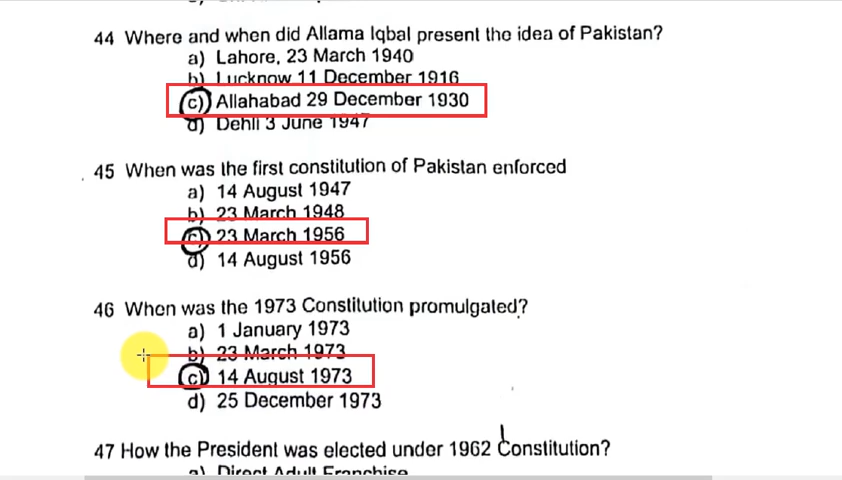 44 Where and when did Allama Iqbal present the idea of Pakistan?
a) Lahore, 23 March 1940
b) Lucknow 11 December 1916
c) Allahabad 29 December 1930
d) Dehli 3 June 1947
45 When was the first constitution of Pakistan enforced
a) 14 August 1947
b) 23 March 1948
c) 23 March 1956
d) 14 August 1956
46 When was the 1973 Constitution promulgated?
a) 1 January 1973
b) 23 March 1973
c) 14 August 1973
d) 25 December 1973
47 How the President was elected under 1962 Constitution?
a) Direct Adult Franchise